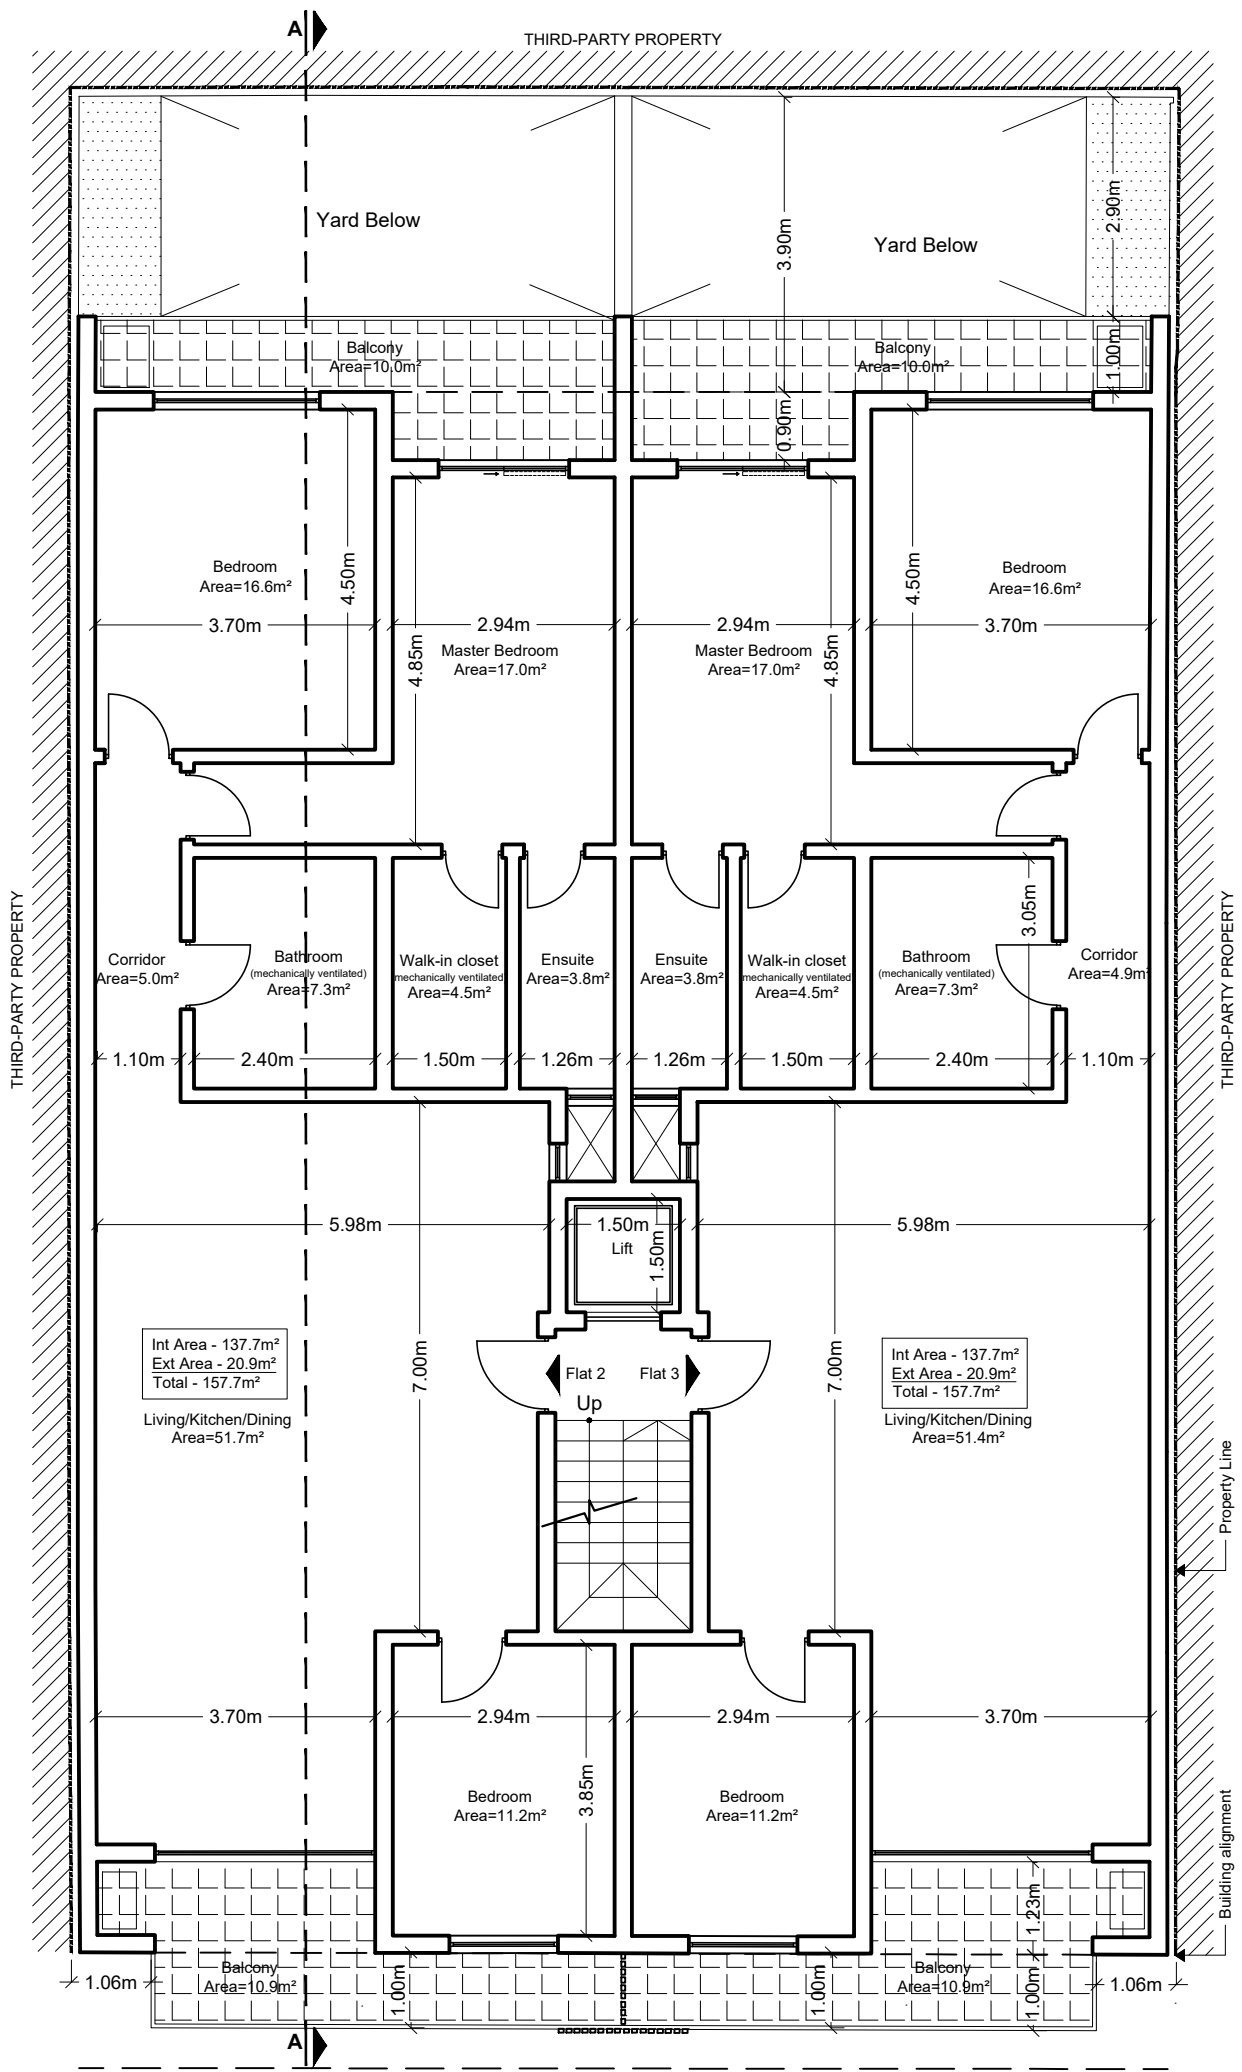 A
THIRD-PARTY PROPERTY
Yard Below
Yard Below
3.90m
2.90m
Balcony
Area=10.0m²
Balcony
Area=10.0m²
1.00m
0.90m
Bedroom
Area=16.6m²
4.50m
3.70m
2.94m
Master Bedroom
Area=17.0m²
4.85m
2.94m
Master Bedroom
Area=17.0m²
4.85m
Bedroom
Area=16.6m²
4.50m
3.70m
THIRD-PARTY PROPERTY
THIRD-PARTY PROPERTY
Corridor
Area=5.0m²
Bathroom
(mechanically ventilated)
Area=7.3m²
Walk-in closet
(mechanically ventilated)
Area=4.5m²
Ensuite
Area=3.8m²
Ensuite
Area=3.8m²
Walk-in closet
(mechanically ventilated)
Area=4.5m²
Bathroom
(mechanically ventilated)
Area=7.3m²
3.05m
Corridor
Area=4.9m²
1.10m
2.40m
1.50m
1.26m
1.26m
1.50m
2.40m
1.10m
5.98m
1.50m
Lift
1.50m
5.98m
Int Area - 137.7m²
Ext Area - 20.9m²
Total - 157.7m²
Living/Kitchen/Dining
Area=51.7m²
7.00m
Flat 2
Flat 3
Up
7.00m
Int Area - 137.7m²
Ext Area - 20.9m²
Total - 157.7m²
Living/Kitchen/Dining
Area=51.4m²
Property Line
3.70m
2.94m
2.94m
3.70m
Bedroom
Area=11.2m²
3.85m
Bedroom
Area=11.2m²
Building alignment
1.23m
1.06m
Balcony
Area=10.9m²
1.00m
1.00m
Balcony
Area=10.9m²
1.00m
1.06m
A